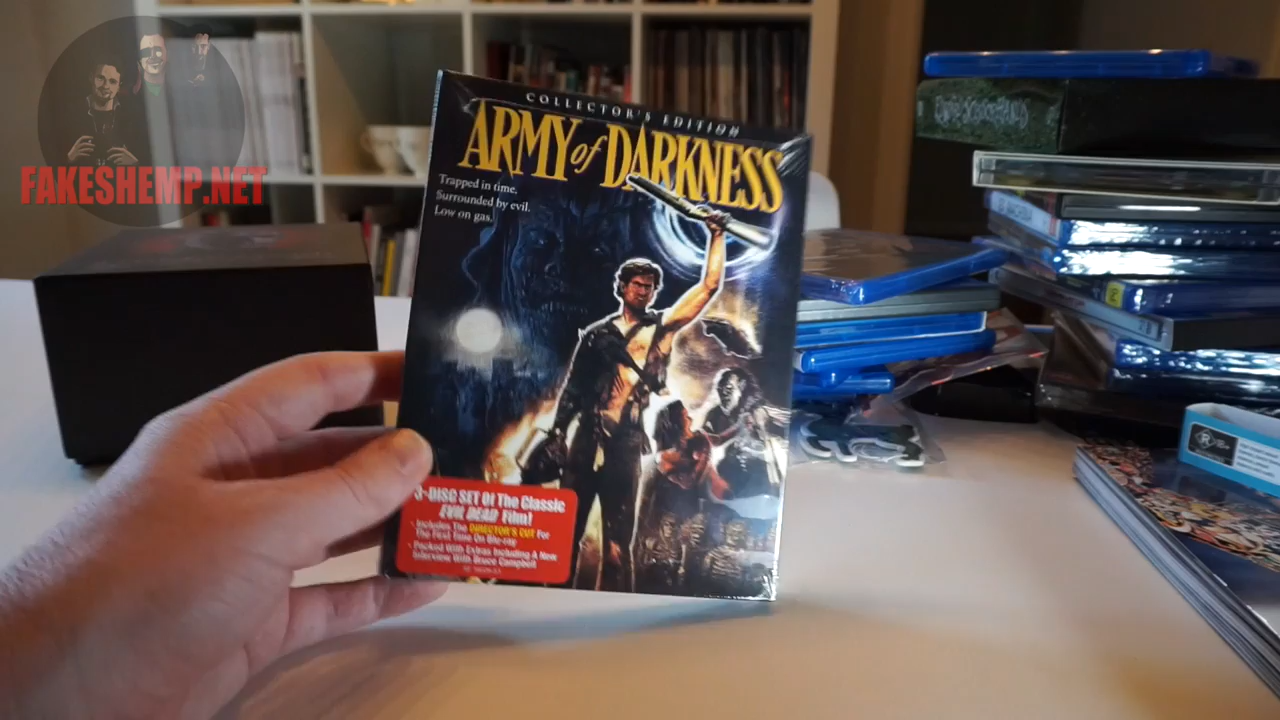 FAKESHEMP.NET
COLLECTOR'S EDITION
ARMY of DARKNESS
Trapped in time.
Surrounded by evil.
Low on gas.
3-DISC SET Of The Classic
EVIL DEAD Film!
· Includes The DIRECTOR'S CUT For
The First Time On Blu-ray
· Packed With Extras Including A New
Interview With Bruce Campbell
R